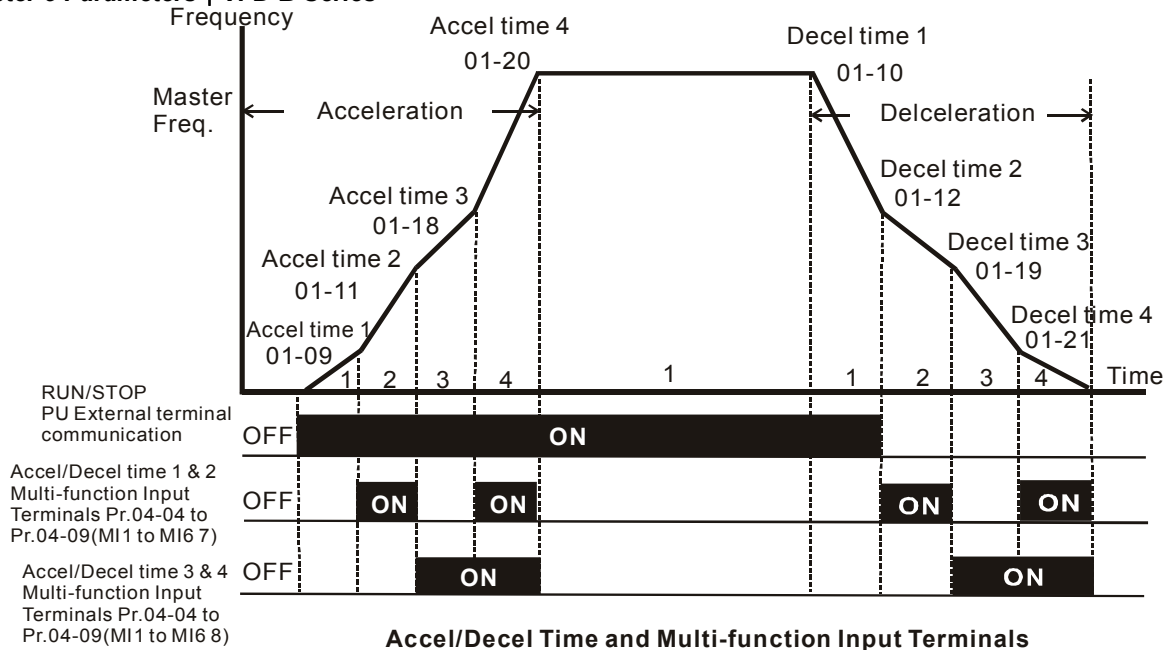 Frequency
Accel time 4
01-20
Decel time 1
01-10
Master
Freq.
Acceleration
Delceleration
Accel time 3
01-18
Decel time 2
01-12
Accel time 2
01-11
Decel time 3
01-19
Accel time 1
01-09
Decel time 4
01-21
1 2 3 4 1 1 2 3 4 Time
RUN/STOP
PU External terminal
communication
OFF ON
Accel/Decel time 1 & 2
Multi-function Input
Terminals Pr.04-04 to
Pr.04-09(MI1 to MI6 7)
OFF ON ON ON ON
Accel/Decel time 3 & 4
Multi-function Input
Terminals Pr.04-04 to
Pr.04-09(MI1 to MI6 8)
OFF ON ON
Accel/Decel Time and Multi-function Input Terminals